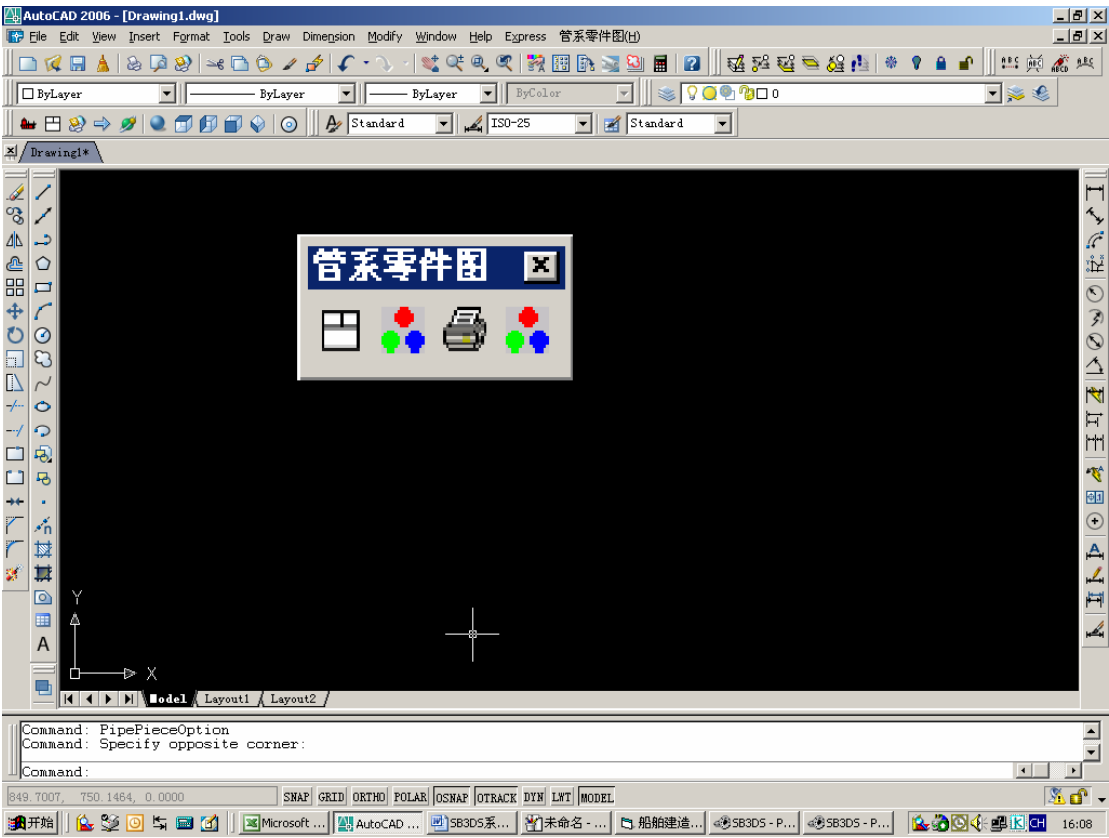 AutoCAD 2006 - [Drawing1.dwg]
File Edit View Insert Format Tools Draw Dimension Modify Window Help Express 管系零件图(H)
ByLayer ByLayer ByLayer ByColor 0
Standard ISO-25 Standard
Drawing1*
管系零件图
Y
X
Model Layout1 Layout2
Command: PipePieceOption
Command: Specify opposite corner:
Command:
849.7007, 750.1464, 0.0000 SNAP GRID ORTHO POLAR OSNAP OTRACK DYN LWT MODEL
开始 Microsoft ... AutoCAD ... SB3DS系... 未命名 - ... 船舶建造... SB3DS - P... SB3DS - P... CH 16:08